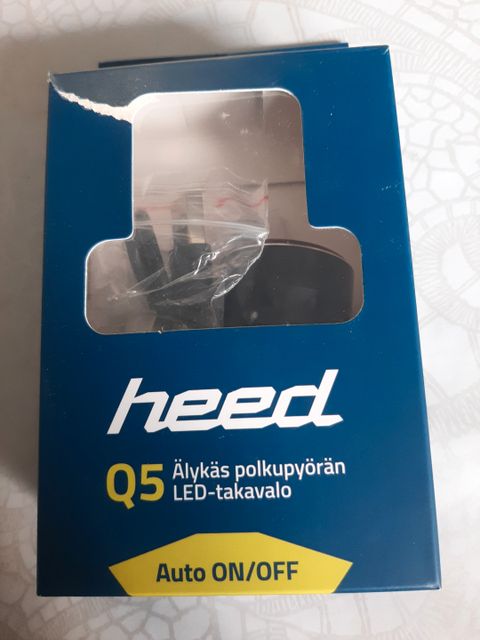 heed
Q5
Älykäs polkupyörän
LED-takavalo
Auto ON/OFF